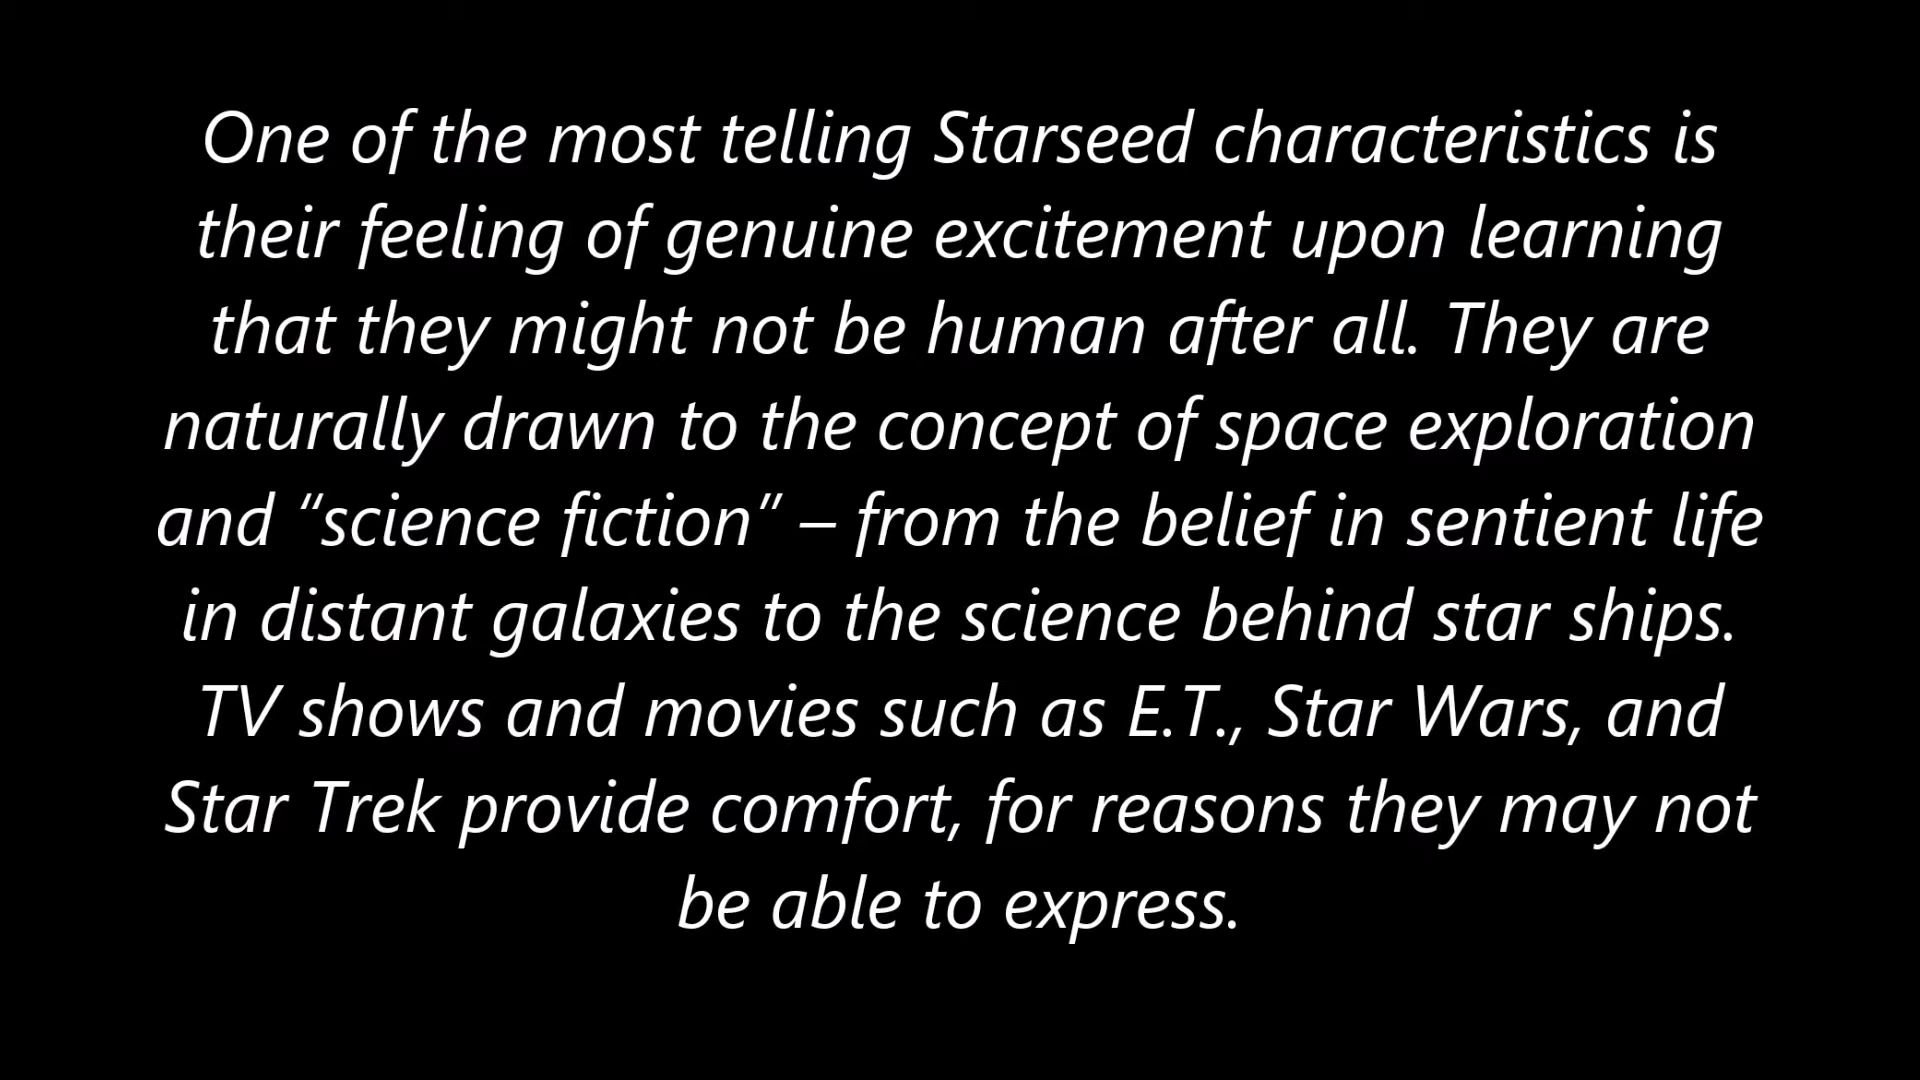 One of the most telling Starseed characteristics is
their feeling of genuine excitement upon learning
that they might not be human after all. They are
naturally drawn to the concept of space exploration
and “science fiction” – from the belief in sentient life
in distant galaxies to the science behind star ships.
TV shows and movies such as E.T., Star Wars, and
Star Trek provide comfort, for reasons they may not
be able to express.